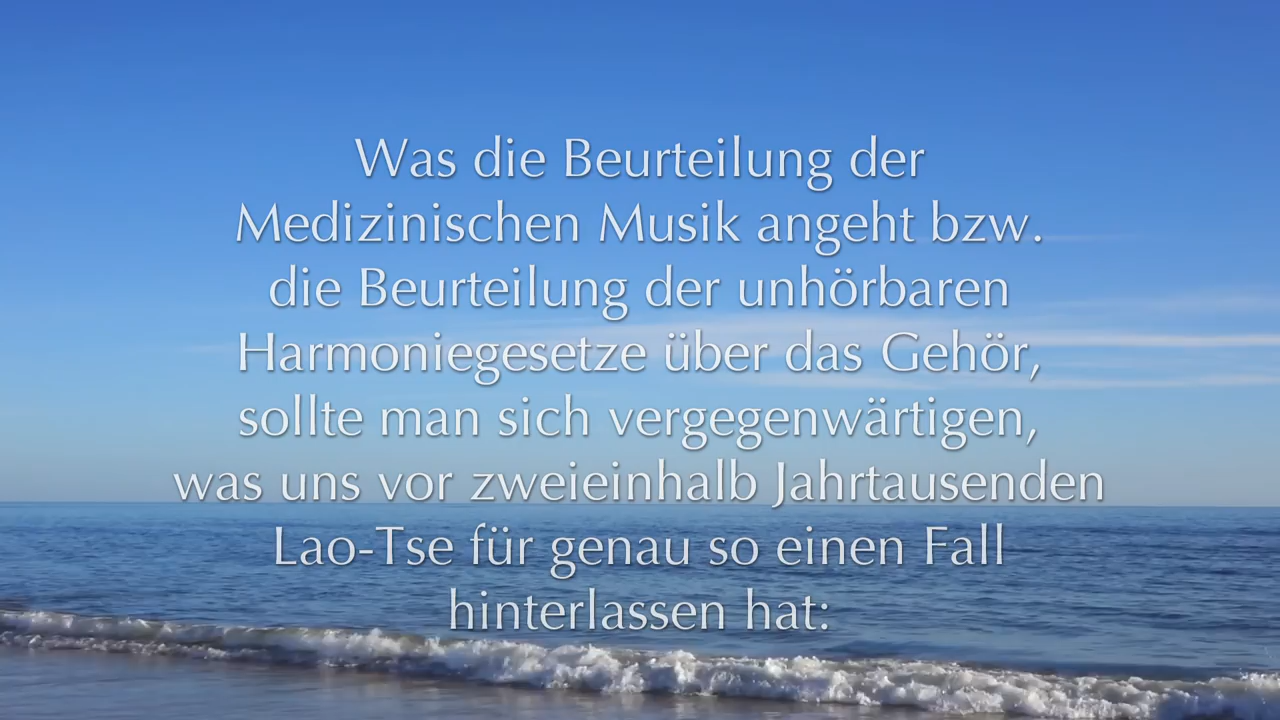 Was die Beurteilung der
Medizinischen Musik angeht bzw.
die Beurteilung der unhörbaren
Harmoniegesetze über das Gehör,
sollte man sich vergegenwärtigen,
was uns vor zweieinhalb Jahrtausenden
Lao-Tse für genau so einen Fall
hinterlassen hat: